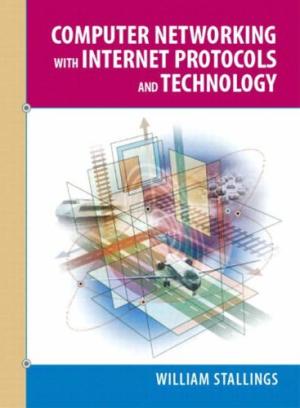 COMPUTER NETWORKING
WITH INTERNET PROTOCOLS
AND TECHNOLOGY
WILLIAM STALLINGS